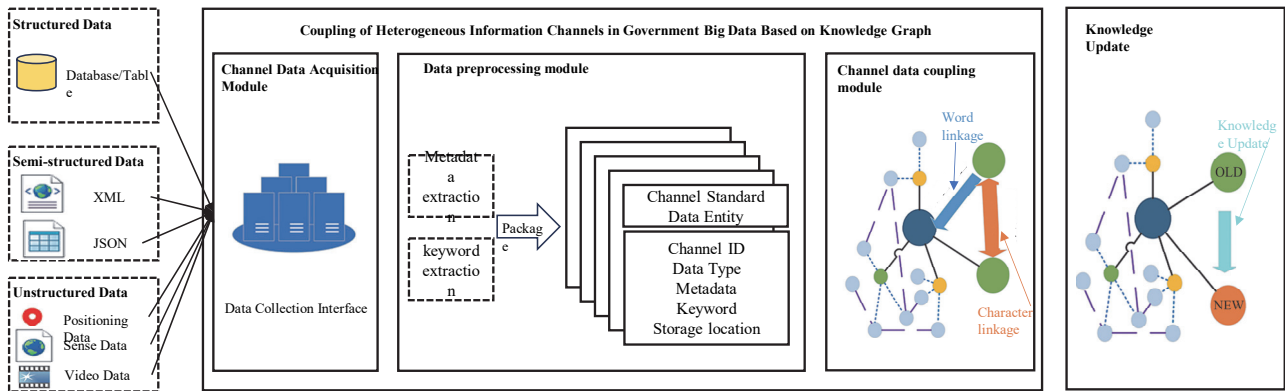 Structured Data
Database/Tabl
e
Semi-structured Data
XML
JSON
Unstructured Data
Positioning
Data
Sense Data
Video Data
Coupling of Heterogeneous Information Channels in Government Big Data Based on Knowledge Graph
Channel Data Acquisition
Module
Data Collection Interface
Data preprocessing module
Metadat
a
extractio
n
keyword
extractio
n
Packag
e
Channel Standard
Data Entity
Channel ID
Data Type
Metadata
Keyword
Storage location
Channel data coupling
module
Word
linkage
Character
linkage
Knowledge
Update
Knowledg
e Update
OLD
NEW